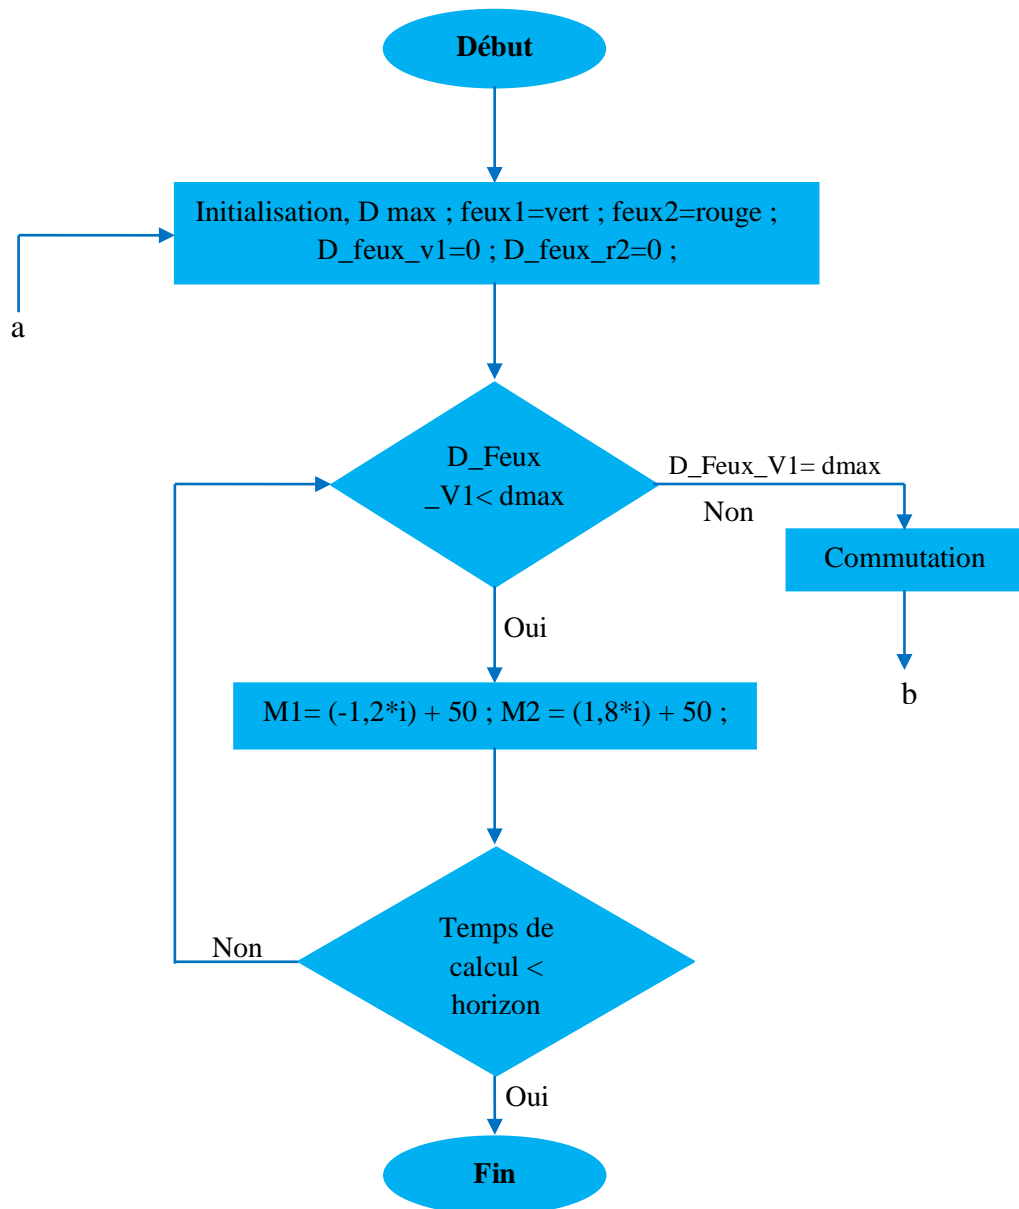 Début
Initialisation, D max ; feux1=vert ; feux2=rouge ;
D_feux_v1=0 ; D_feux_r2=0 ;
a
D_Feux
_V1< dmax
D_Feux_V1= dmax
Non
Commutation
b
Oui
M1= (-1,2*i) + 50 ; M2 = (1,8*i) + 50 ;
Temps de
calcul <
horizon
Non
Oui
Fin